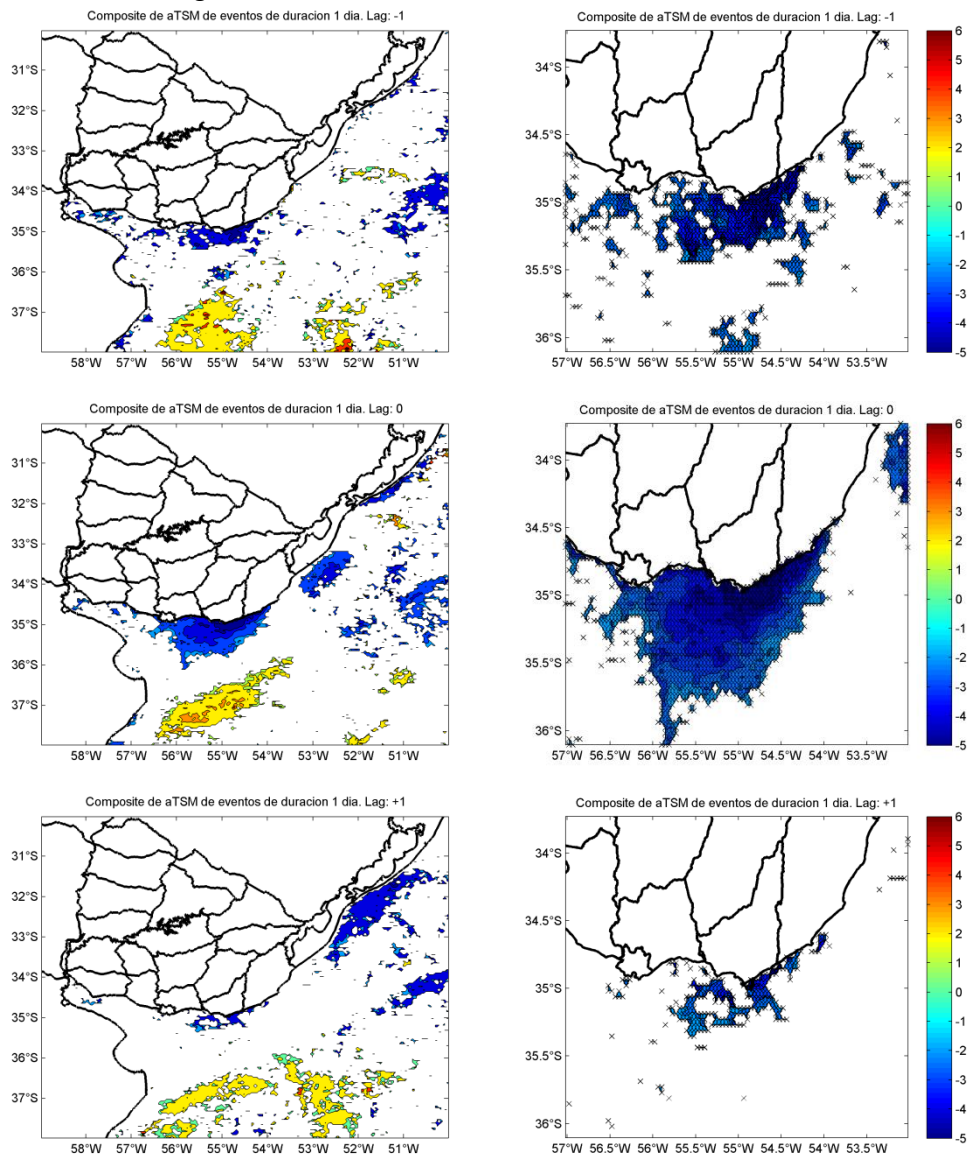 Composite de aTSM de eventos de duracion 1 dia. Lag: -1
31°S
32°S
33°S
34°S
35°S
36°S
37°S
58°W 57°W 56°W 55°W 54°W 53°W 52°W 51°W
Composite de aTSM de eventos de duracion 1 dia. Lag: -1
34°S
34.5°S
35°S
35.5°S
36°S
57°W 56.5°W 56°W 55.5°W 55°W 54.5°W 54°W 53.5°W
6
5
4
3
2
1
0
-1
-2
-3
-4
-5
Composite de aTSM de eventos de duracion 1 dia. Lag: 0
31°S
32°S
33°S
34°S
35°S
36°S
37°S
58°W 57°W 56°W 55°W 54°W 53°W 52°W 51°W
Composite de aTSM de eventos de duracion 1 dia. Lag: 0
34°S
34.5°S
35°S
35.5°S
36°S
57°W 56.5°W 56°W 55.5°W 55°W 54.5°W 54°W 53.5°W
6
5
4
3
2
1
0
-1
-2
-3
-4
-5
Composite de aTSM de eventos de duracion 1 dia. Lag: +1
31°S
32°S
33°S
34°S
35°S
36°S
37°S
58°W 57°W 56°W 55°W 54°W 53°W 52°W 51°W
Composite de aTSM de eventos de duracion 1 dia. Lag: +1
34°S
34.5°S
35°S
35.5°S
36°S
57°W 56.5°W 56°W 55.5°W 55°W 54.5°W 54°W 53.5°W
6
5
4
3
2
1
0
-1
-2
-3
-4
-5